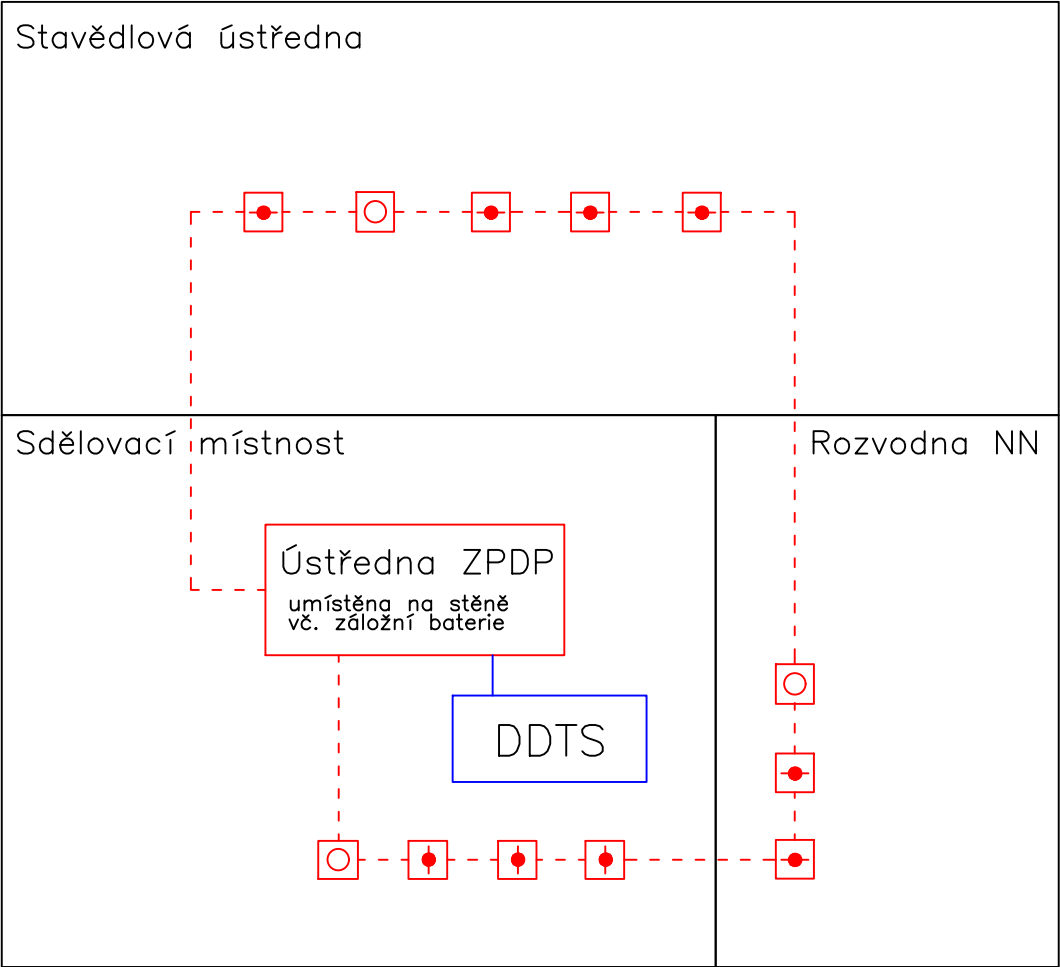 Stavědlová ústředna
Sdělovací místnost
Rozvodna NN
Ústředna ZPDP
umístěna na stěně
vč. záložní baterie
DDTS